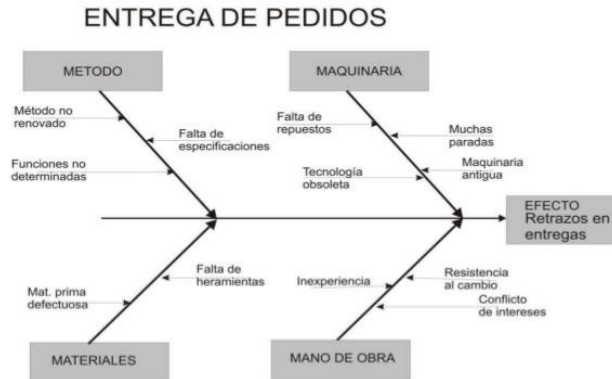 ENTREGA DE PEDIDOS
METODO
MAQUINARIA
Método no
renovado
Falta de
especificaciones
Funciones no
determinadas
Falta de
repuestos
Muchas
paradas
Tecnología
obsoleta
Maquinaria
antigua
EFECTO
Retrazos en
entregas
Mat. prima
defectuosa
Falta de
heramientas
Inexperiencia
Resistencia
al cambio
Conflicto
de intereses
MATERIALES
MANO DE OBRA